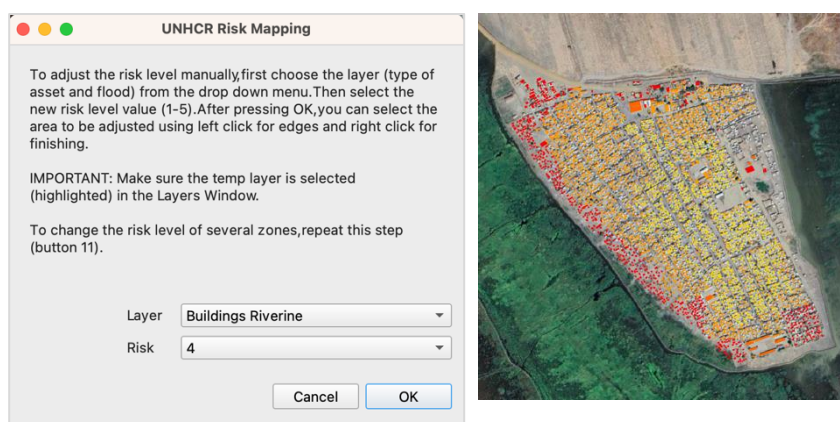 UNHCR Risk Mapping
To adjust the risk level manually,first choose the layer (type of
asset and flood) from the drop down menu.Then select the
new risk level value (1-5).After pressing OK,you can select the
area to be adjusted using left click for edges and right click for
finishing.
IMPORTANT: Make sure the temp layer is selected
(highlighted) in the Layers Window.
To change the risk level of several zones,repeat this step
(button 11).
Layer Buildings Riverine
Risk 4
Cancel OK